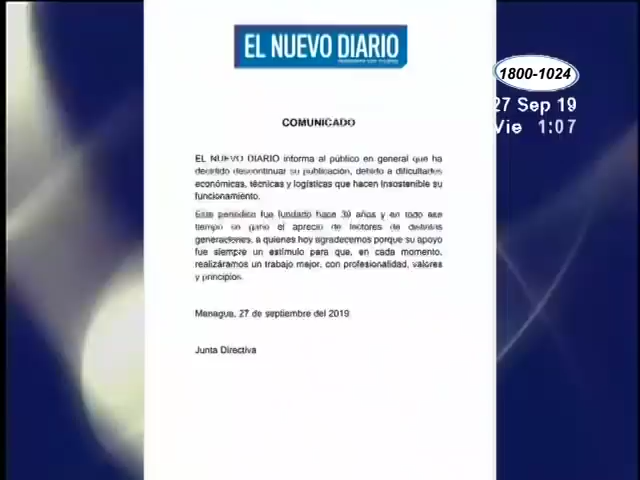 EL NUEVO DIARIO
1800-1024
27 Sep 19
Vie 1:07
COMUNICADO
EL NUEVO DIARIO informa al público en general que ha
decidido descontinuar su publicación, debido a dificultades
económicas, técnicas y logísticas que hacen insostenible su
funcionamiento.
Este periódico fue fundado hace 39 años y en todo ese
tiempo se ganó el aprecio de lectores de distintas
generaciones, a quienes hoy agradecemos porque su apoyo
fue siempre un estímulo para que, en cada momento,
realizáramos un trabajo mejor, con profesionalidad, valores
y principios.
Managua, 27 de septiembre del 2019
Junta Directiva